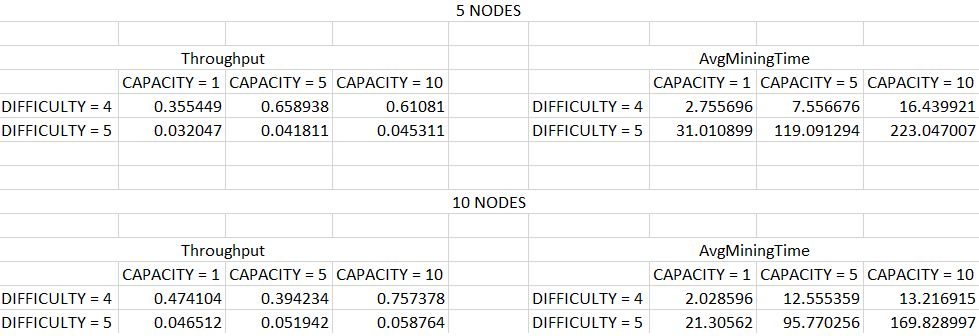 5 NODES
Throughput AvgMiningTime
CAPACITY = 1 CAPACITY = 5 CAPACITY = 10 CAPACITY = 1 CAPACITY = 5 CAPACITY = 10
DIFFICULTY = 4 0.355449 0.658938 0.61081 DIFFICULTY = 4 2.755696 7.556676 16.439921
DIFFICULTY = 5 0.032047 0.041811 0.045311 DIFFICULTY = 5 31.010899 119.091294 223.047007
10 NODES
Throughput AvgMiningTime
CAPACITY = 1 CAPACITY = 5 CAPACITY = 10 CAPACITY = 1 CAPACITY = 5 CAPACITY = 10
DIFFICULTY = 4 0.474104 0.394234 0.757378 DIFFICULTY = 4 2.028596 12.555359 13.216915
DIFFICULTY = 5 0.046512 0.051942 0.058764 DIFFICULTY = 5 21.30562 95.770256 169.828997